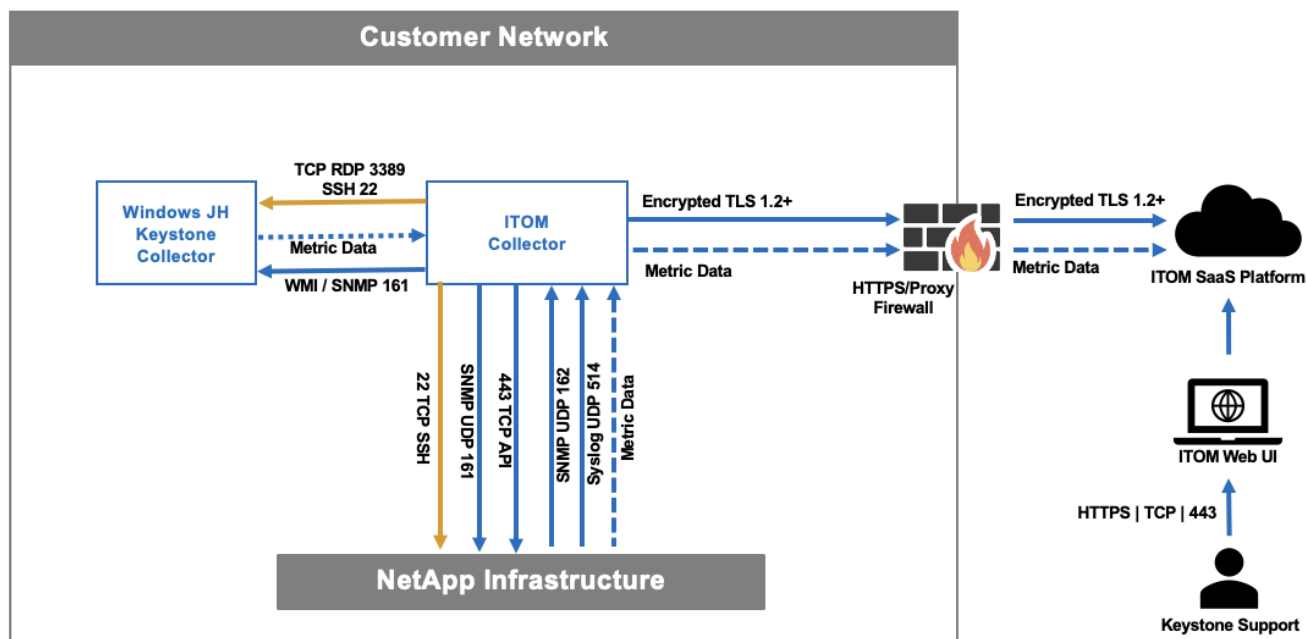 Customer Network
TCP RDP 3389
SSH 22
Windows JH
Keystone
Collector
Metric Data
WMI / SNMP 161
ITOM
Collector
Encrypted TLS 1.2+
Metric Data
HTTPS/Proxy
Firewall
Encrypted TLS 1.2+
Metric Data
ITOM SaaS Platform
22 TCP SSH
SNMP UDP 161
443 TCP API
SNMP UDP 162
Syslog UDP 514
Metric Data
NetApp Infrastructure
ITOM Web UI
HTTPS | TCP | 443
Keystone Support